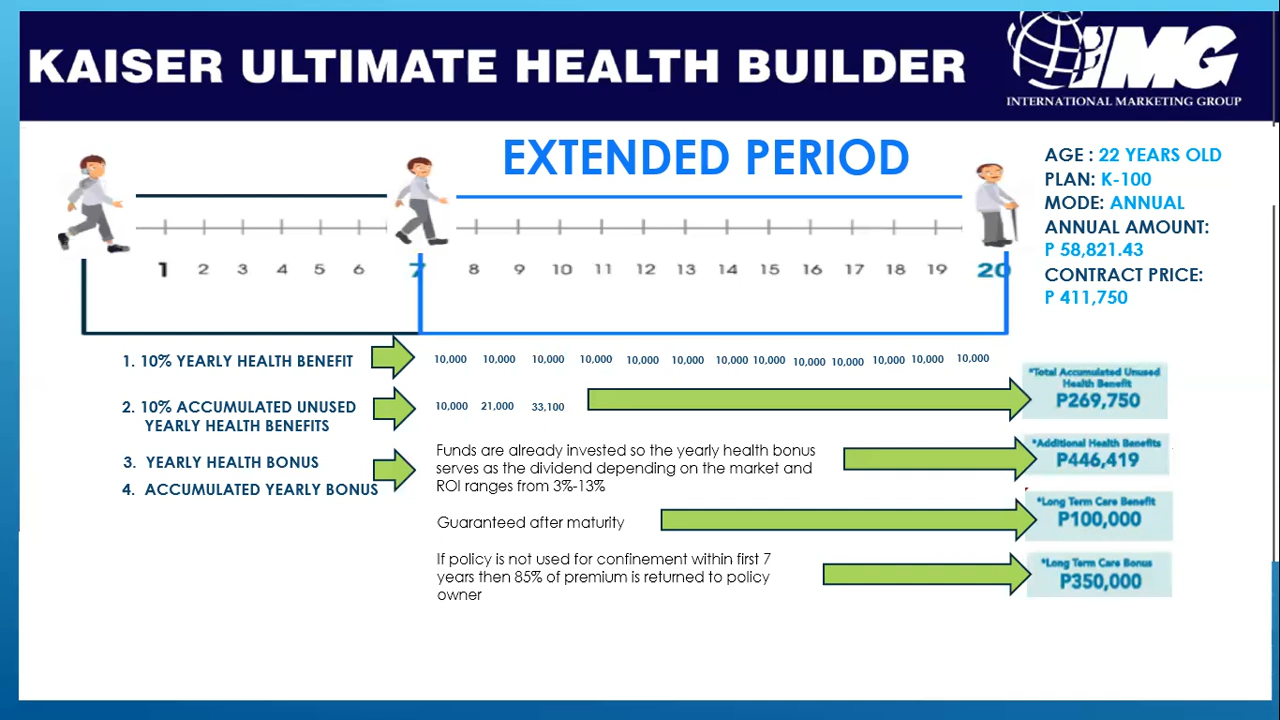 KAISER ULTIMATE HEALTH BUILDER
IMG
INTERNATIONAL MARKETING GROUP
EXTENDED PERIOD
AGE : 22 YEARS OLD
PLAN: K-100
MODE: ANNUAL
ANNUAL AMOUNT:
P 58,821.43
CONTRACT PRICE:
P 411,750
1 2 3 4 5 6 7 8 9 10 11 12 13 14 15 16 17 18 19 20
1. 10% YEARLY HEALTH BENEFIT
10,000 10,000 10,000 10,000 10,000 10,000 10,000 10,000 10,000 10,000 10,000 10,000 10,000
2. 10% ACCUMULATED UNUSED
YEARLY HEALTH BENEFITS
10,000 21,000 33,100
*Total Accumulated Unused
Health Benefit
P269,750
3. YEARLY HEALTH BONUS
4. ACCUMULATED YEARLY BONUS
Funds are already invested so the yearly health bonus
serves as the dividend depending on the market and
ROI ranges from 3%-13%
*Additional Health Benefits
P446,419
Guaranteed after maturity
*Long Term Care Benefit
P100,000
If policy is not used for confinement within first 7
years then 85% of premium is returned to policy
owner
*Long Term Care Bonus
P350,000